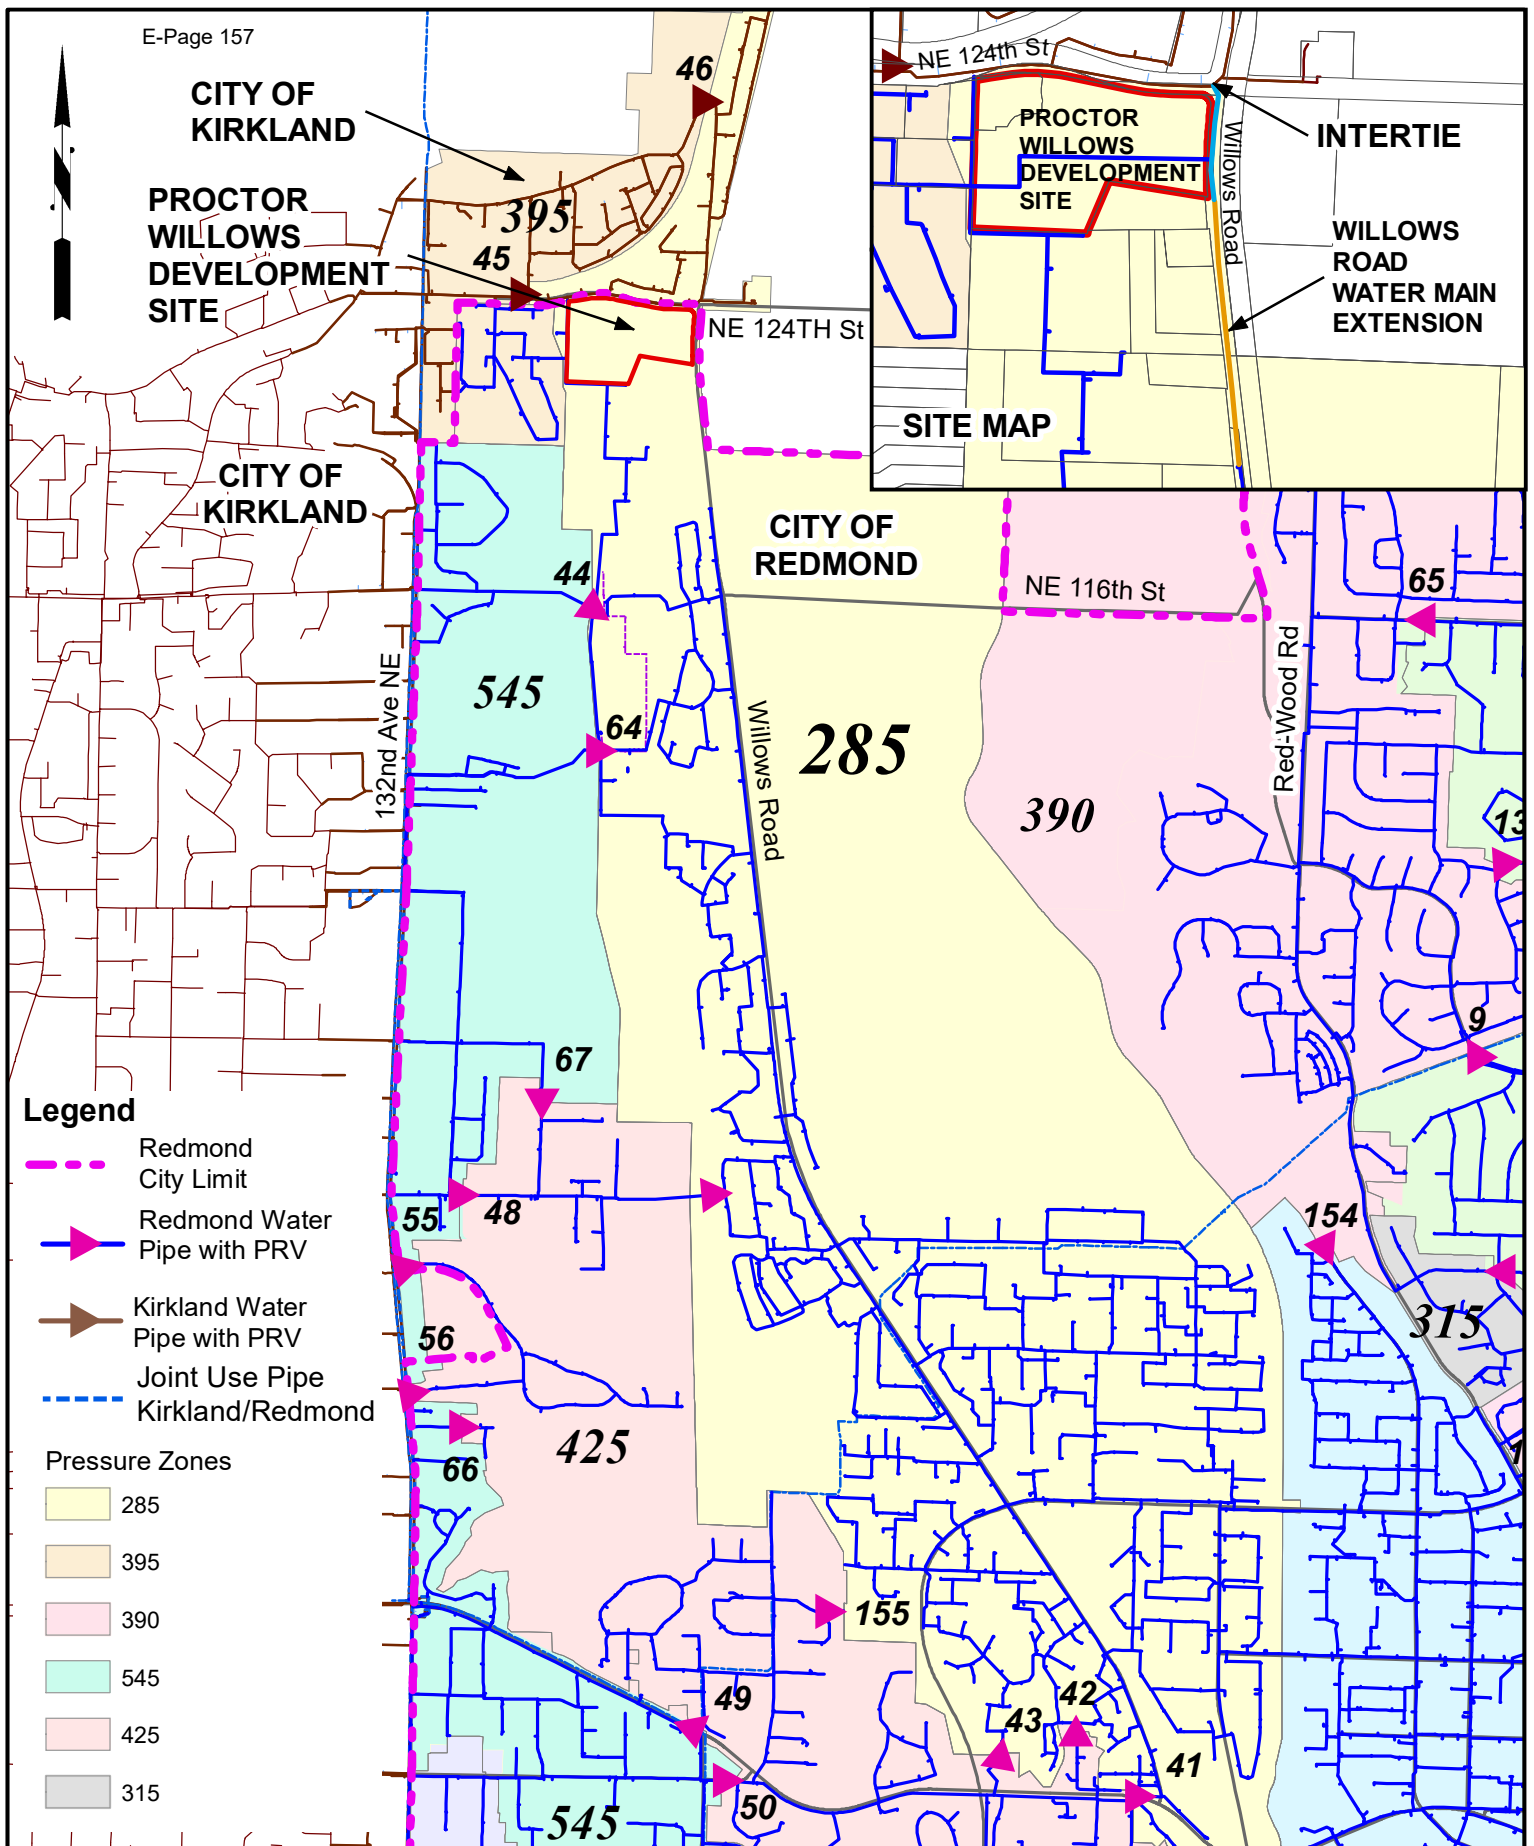 E-Page 157
CITY OF
KIRKLAND
PROCTOR
WILLOWS
DEVELOPMENT
SITE
46
395
45
NE 124TH St
NE 124th St
PROCTOR
WILLOWS
DEVELOPMENT
SITE
INTERTIE
Willows Road
WILLOWS
ROAD
WATER MAIN
EXTENSION
SITE MAP
CITY OF
KIRKLAND
CITY OF
REDMOND
44
NE 116th St
65
132nd Ave NE
545
64
Willows Road
285
Red-Wood Rd
390
13
9
67
55
48
154
56
315
425
66
1
155
49
42
43
41
50
545
Legend
Redmond
City Limit
Redmond Water
Pipe with PRV
Kirkland Water
Pipe with PRV
Joint Use Pipe
Kirkland/Redmond
Pressure Zones
285
395
390
545
425
315